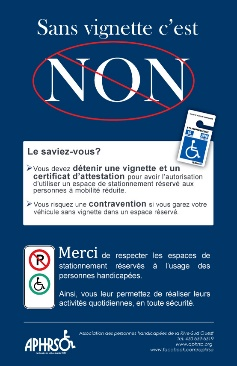 Sans vignette c'est
NON
Le saviez-vous?
➢Vous devez détenir une vignette et un
certificat d'attestation pour avoir l'autorisation
d'utiliser un espace de stationnement réservé aux
personnes à mobilité réduite.
➢Vous risquez une contravention si vous garez votre
véhicule sans vignette dans un espace réservé.
P
Merci de respecter les espaces de
stationnement réservés à l'usage des
personnes handicapées.
Ainsi, vous leur permettez de réaliser leurs
activités quotidiennes, en toute sécurité.
APHRSO
Association des personnes handicapées de la Rive-Sud Ouest